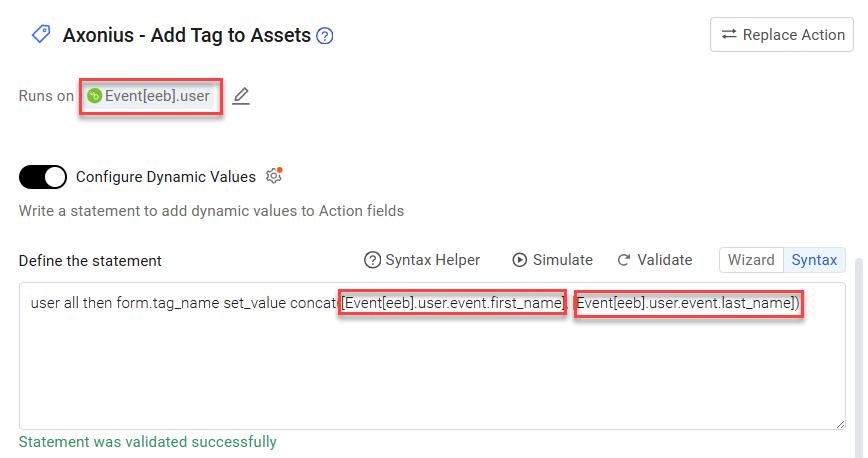 Axonius - Add Tag to Assets
Replace Action
Runs on Event[eeb].user
Configure Dynamic Values
Write a statement to add dynamic values to Action fields
Define the statement Syntax Helper Simulate Validate Wizard Syntax
user all then form.tag_name set_value concat([Event[eeb].user.event.first_name], [Event[eeb].user.event.last_name])
Statement was validated successfully